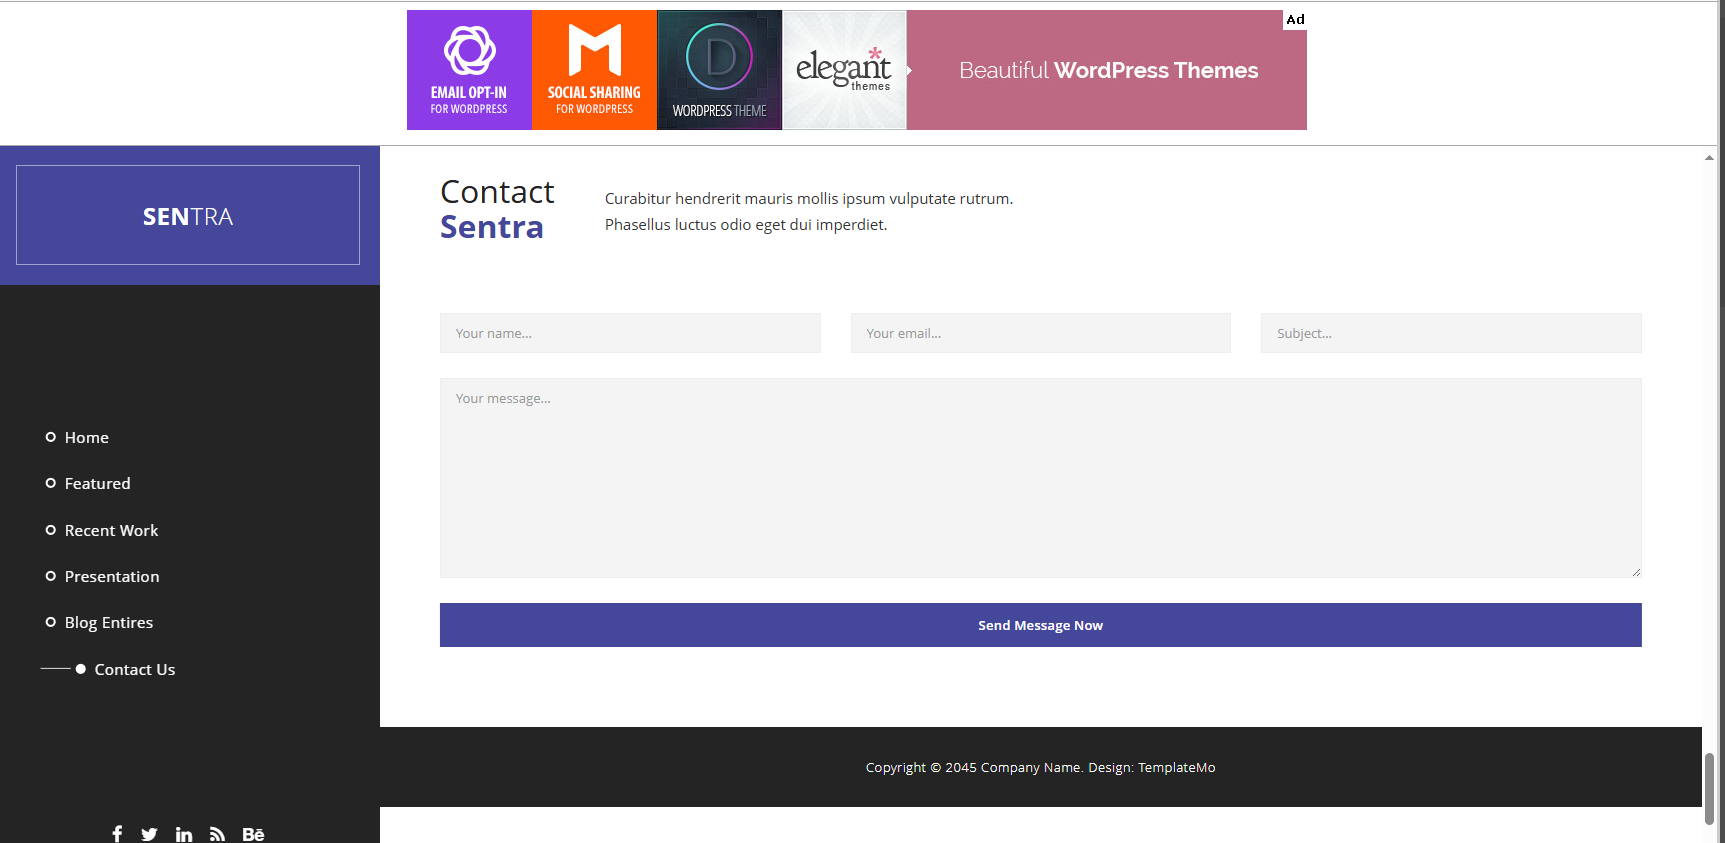 EMAIL OPT-IN
FOR WORDPRESS
SOCIAL SHARING
FOR WORDPRESS
D
WORDPRESS THEME
elegant
themes
Beautiful WordPress Themes
Ad
SENTRA
Home
Featured
Recent Work
Presentation
Blog Entires
Contact Us
Bē
Contact
Sentra
Curabitur hendrerit mauris mollis ipsum vulputate rutrum.
Phasellus luctus odio eget dui imperdiet.
Your name...
Your email...
Subject...
Your message...
Send Message Now
Copyright © 2045 Company Name. Design: TemplateMo